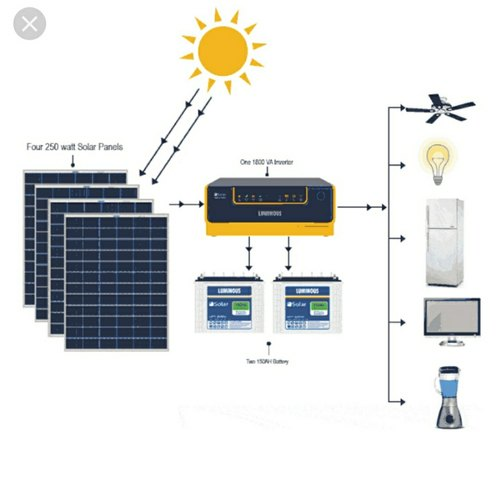 Four 250 watt Solar Panels
One 1800 VA Inverter
LUMINOUS
LUMINOUS
LUMINOUS
Solar
Solar
Two 150AH Battery